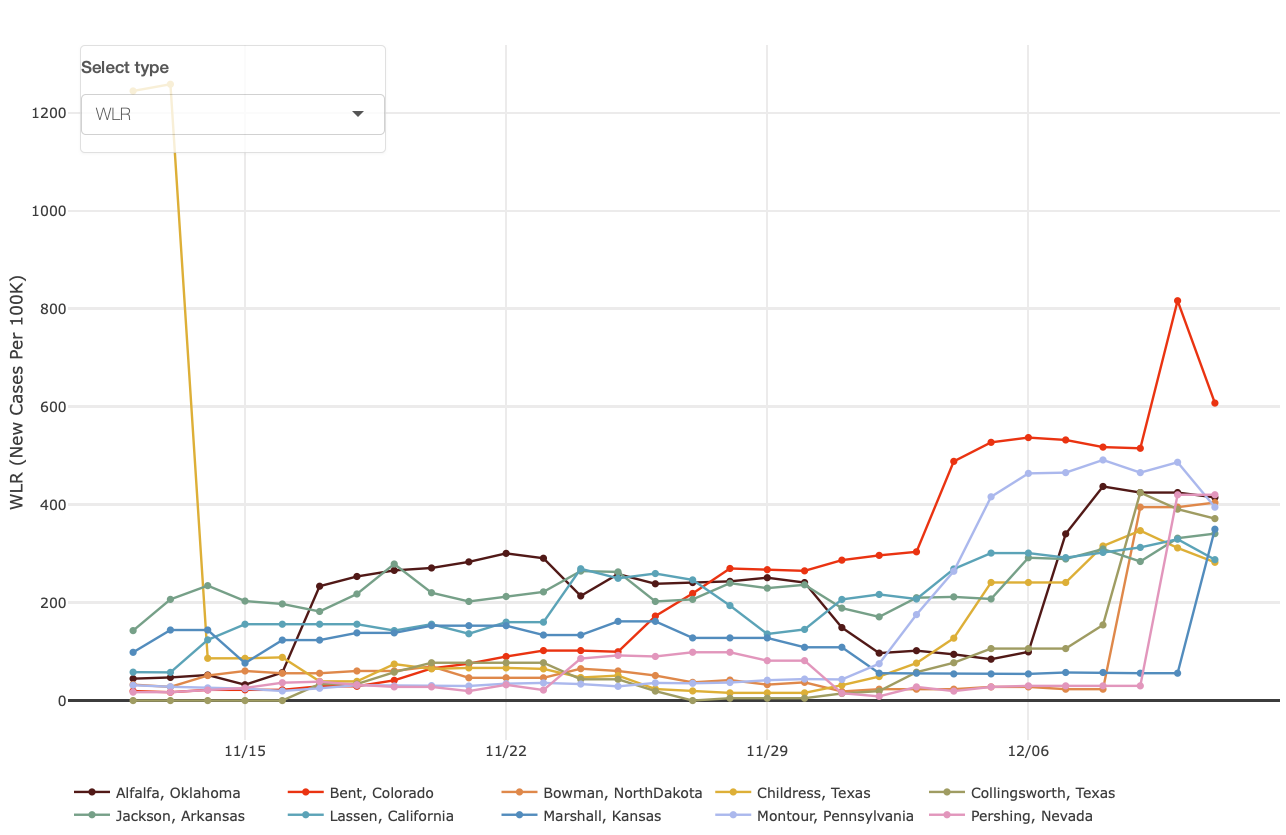 Select type
WLR
1200
1000
800
600
400
200
0
WLR (New Cases Per 100K)
11/15 11/22 11/29 12/06
Alfalfa, Oklahoma Bent, Colorado Bowman, NorthDakota Childress, Texas Collingsworth, Texas
Jackson, Arkansas Lassen, California Marshall, Kansas Montour, Pennsylvania Pershing, Nevada